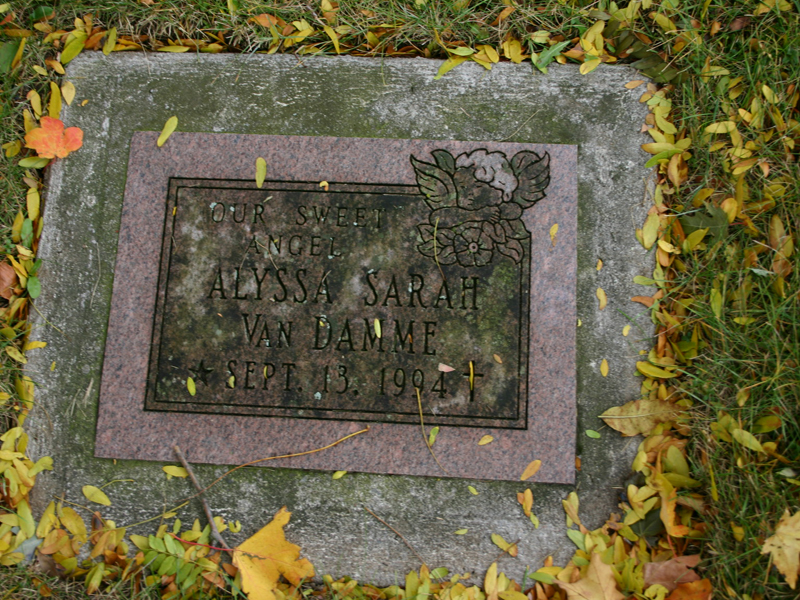 OUR SWEET
ANGEL
ALYSSA SARAH
VAN DAMME
★ SEPT. 13, 1994 ✝